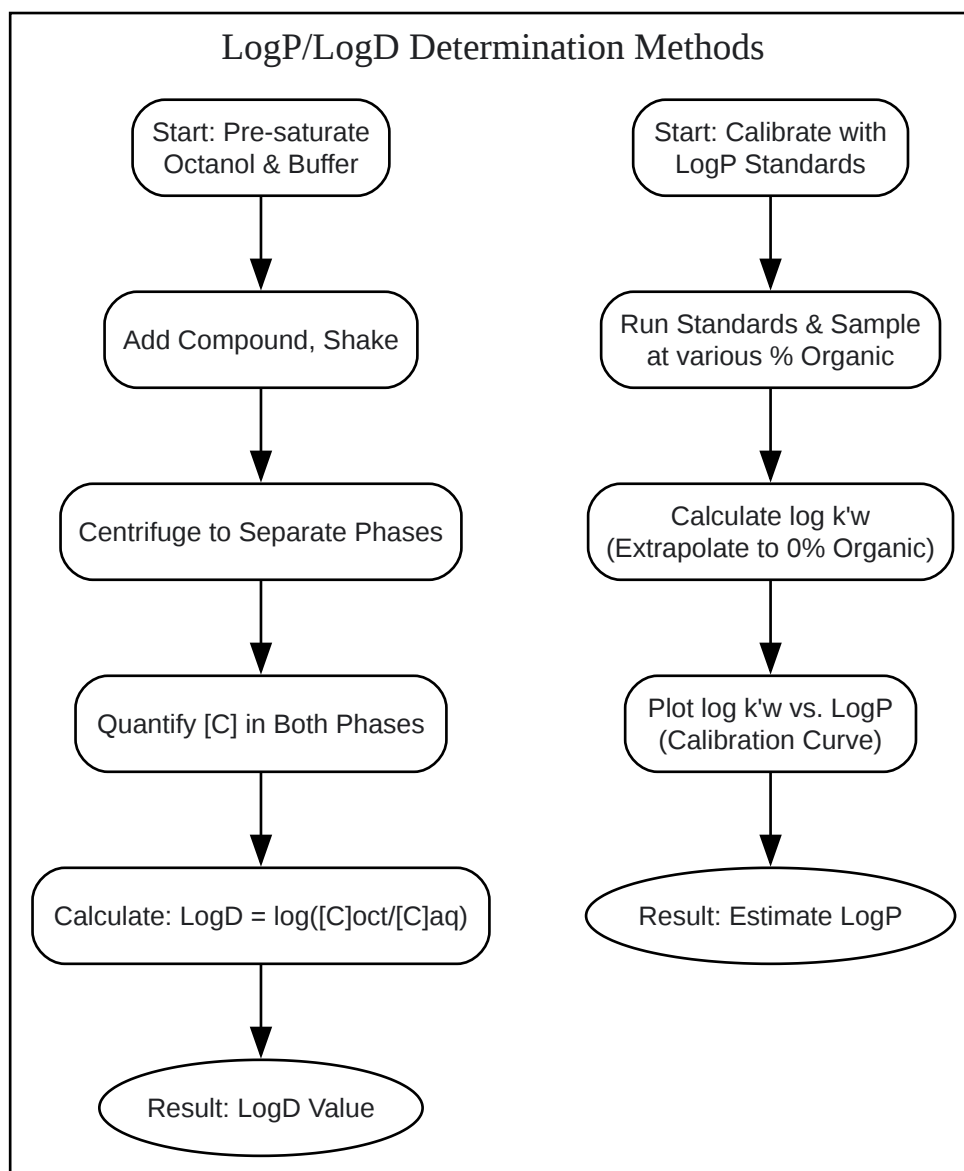 LogP/LogD Determination Methods
Start: Pre-saturate
Octanol & Buffer
Add Compound, Shake
Centrifuge to Separate Phases
Quantify [C] in Both Phases
Calculate: LogD = log([C]oct/[C]aq)
Result: LogD Value
Start: Calibrate with
LogP Standards
Run Standards & Sample
at various % Organic
Calculate log k'w
(Extrapolate to 0% Organic)
Plot log k'w vs. LogP
(Calibration Curve)
Result: Estimate LogP